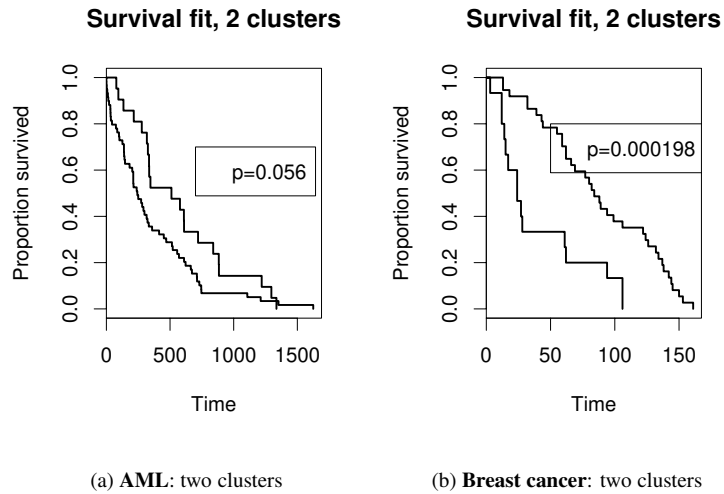 Survival fit, 2 clusters
Proportion survived
1.0
0.8
0.6
0.4
0.2
0.0
p=0.056
0 500 1000 1500
Time
(a) AML: two clusters
Survival fit, 2 clusters
Proportion survived
1.0
0.8
0.6
0.4
0.2
0.0
p=0.000198
0 50 100 150
Time
(b) Breast cancer: two clusters